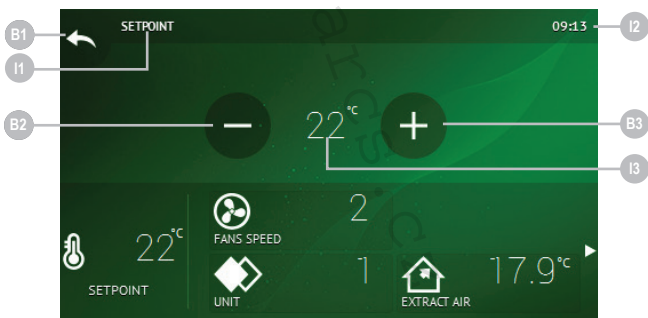 B1
SETPOINT
09:13
I2
I1
B2
22°C
B3
I3
2
FANS SPEED
22°C
SETPOINT
1
UNIT
17.9°C
EXTRACT AIR